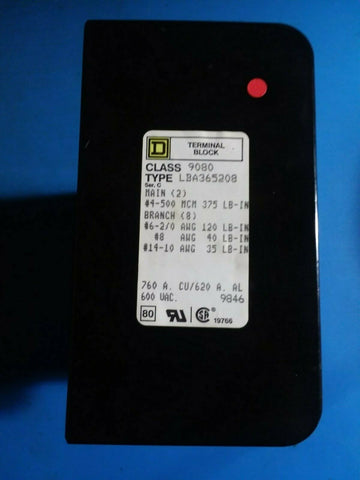 D
TERMINAL
BLOCK
CLASS 9080
TYPE LBA365208
Ser. C
MAIN (2)
#4-500 MCM 375 LB-IN
BRANCH (8)
#6-2/0 AWG 120 LB-IN
#8 AWG 40 LB-IN
#14-10 AWG 35 LB-IN
760 A. CU/620 A. AL
600 VAC. 9846
80 UR SA ® 19766